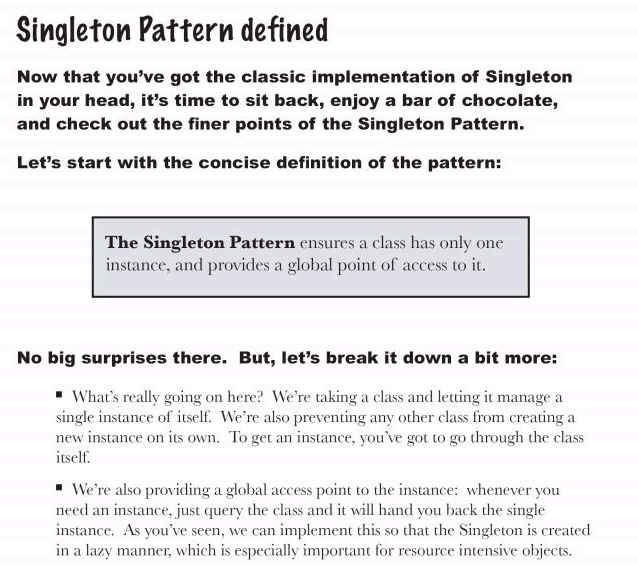 Singleton Pattern defined
Now that you've got the classic implementation of Singleton
in your head, it's time to sit back, enjoy a bar of chocolate,
and check out the finer points of the Singleton Pattern.
Let's start with the concise definition of the pattern:
The Singleton Pattern ensures a class has only one
instance, and provides a global point of access to it.
No big surprises there.  But, let's break it down a bit more:
▪ What's really going on here?  We're taking a class and letting it manage a
single instance of itself.  We're also preventing any other class from creating a
new instance on its own.  To get an instance, you've got to go through the class
itself.
▪ We're also providing a global access point to the instance:  whenever you
need an instance, just query the class and it will hand you back the single
instance.  As you've seen, we can implement this so that the Singleton is created
in a lazy manner, which is especially important for resource intensive objects.